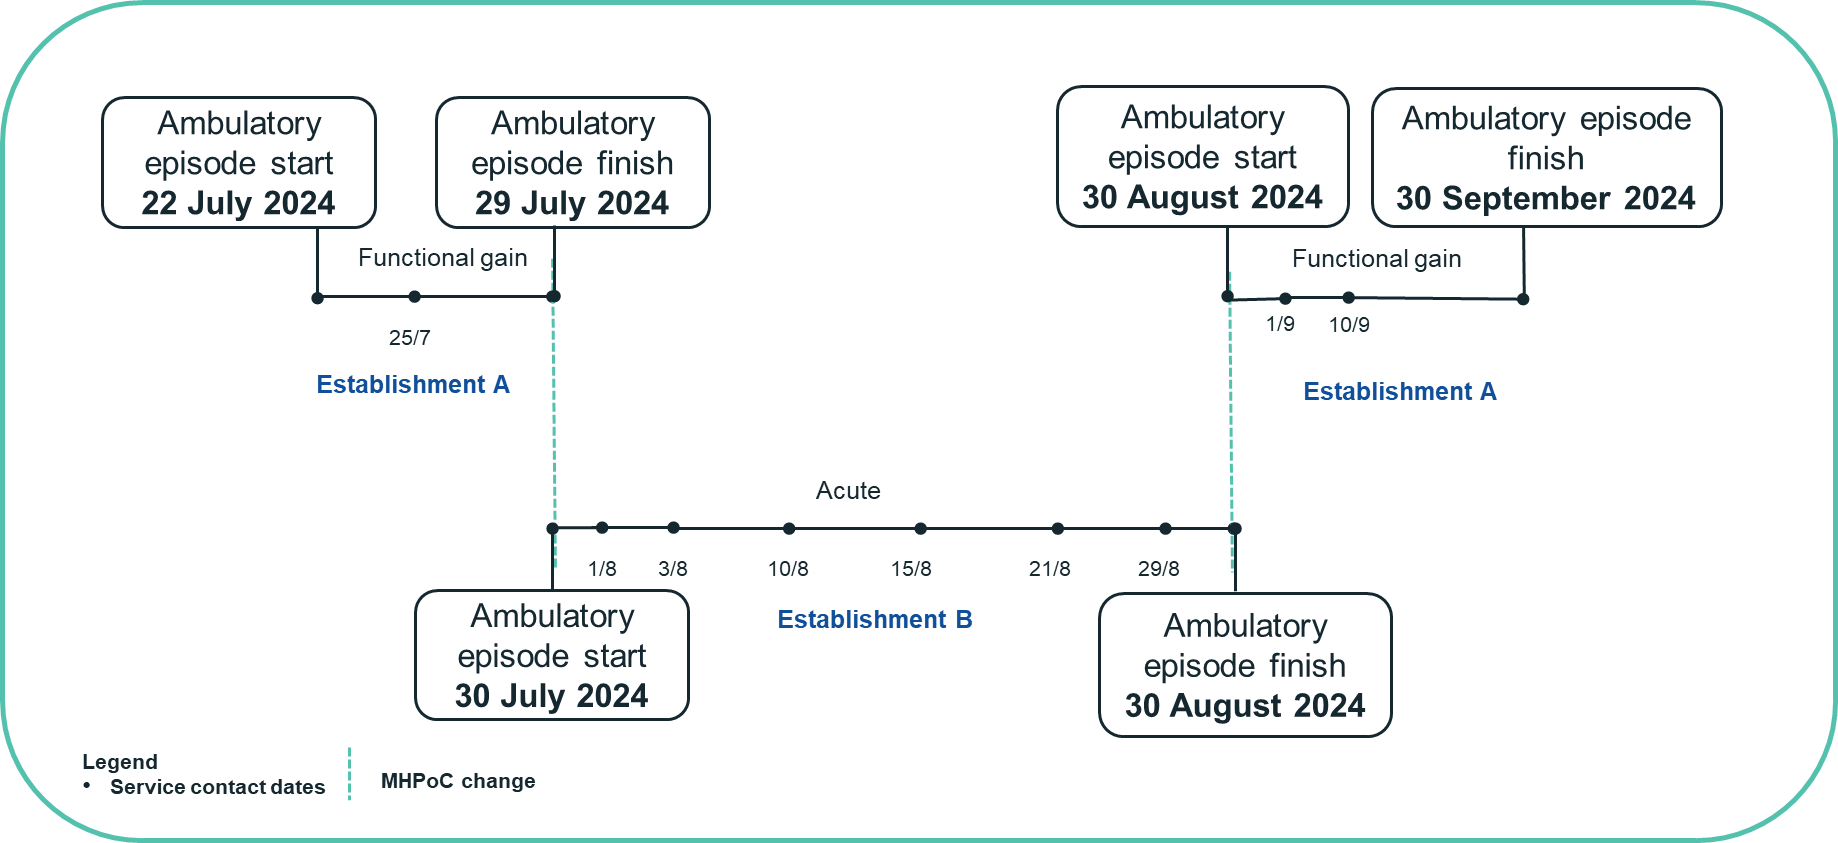 Ambulatory
episode start
22 July 2024
Ambulatory
episode finish
29 July 2024
Ambulatory
episode start
30 August 2024
Ambulatory episode
finish
30 September 2024
Functional gain
25/7
Establishment A
Functional gain
1/9
10/9
Establishment A
Acute
1/8
3/8
10/8
15/8
21/8
29/8
Establishment B
Ambulatory
episode start
30 July 2024
Ambulatory
episode finish
30 August 2024
Legend
• Service contact dates
MHPoC change